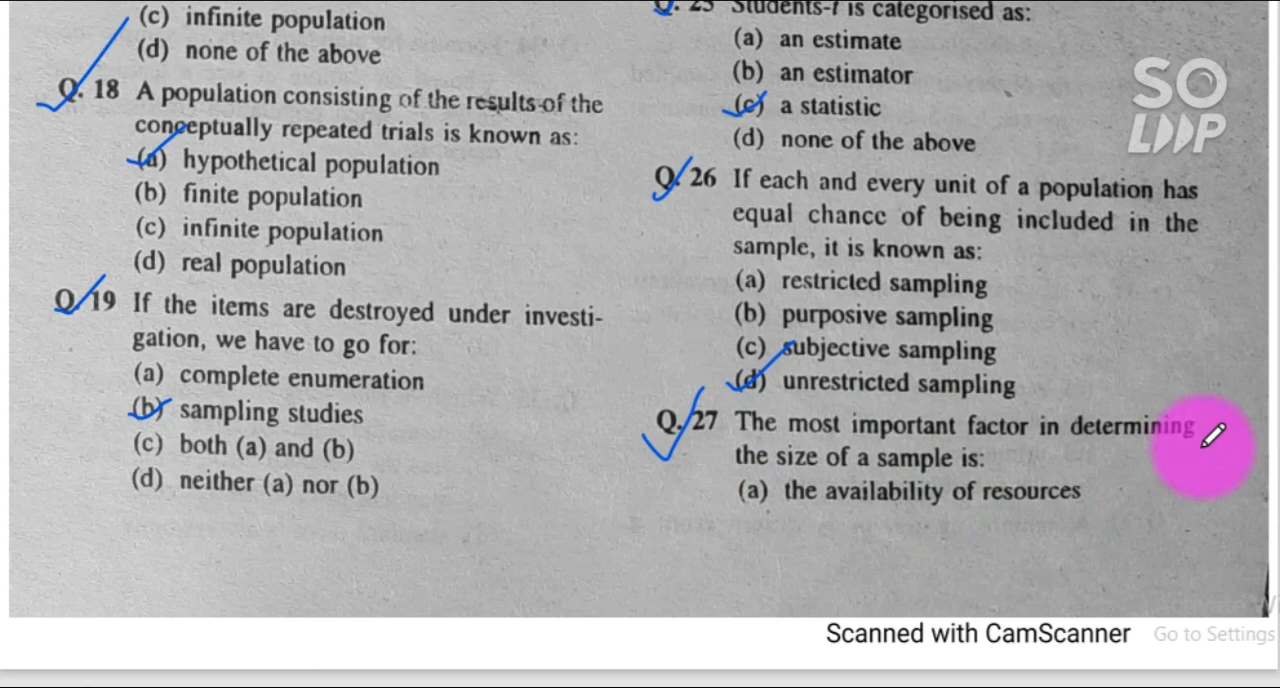 (c) infinite population
(d) none of the above
Q. 18 A population consisting of the results of the
conceptually repeated trials is known as:
(a) hypothetical population
(b) finite population
(c) infinite population
(d) real population
Q. 19 If the items are destroyed under investi-
gation, we have to go for:
(a) complete enumeration
(b) sampling studies
(c) both (a) and (b)
(d) neither (a) nor (b)
Q. 25 Students-t is categorised as:
(a) an estimate
(b) an estimator
(c) a statistic
(d) none of the above
Q. 26 If each and every unit of a population has
equal chance of being included in the
sample, it is known as:
(a) restricted sampling
(b) purposive sampling
(c) subjective sampling
(d) unrestricted sampling
Q. 27 The most important factor in determining
the size of a sample is:
(a) the availability of resources
SO
LOOP
Scanned with CamScanner
Go to Settings